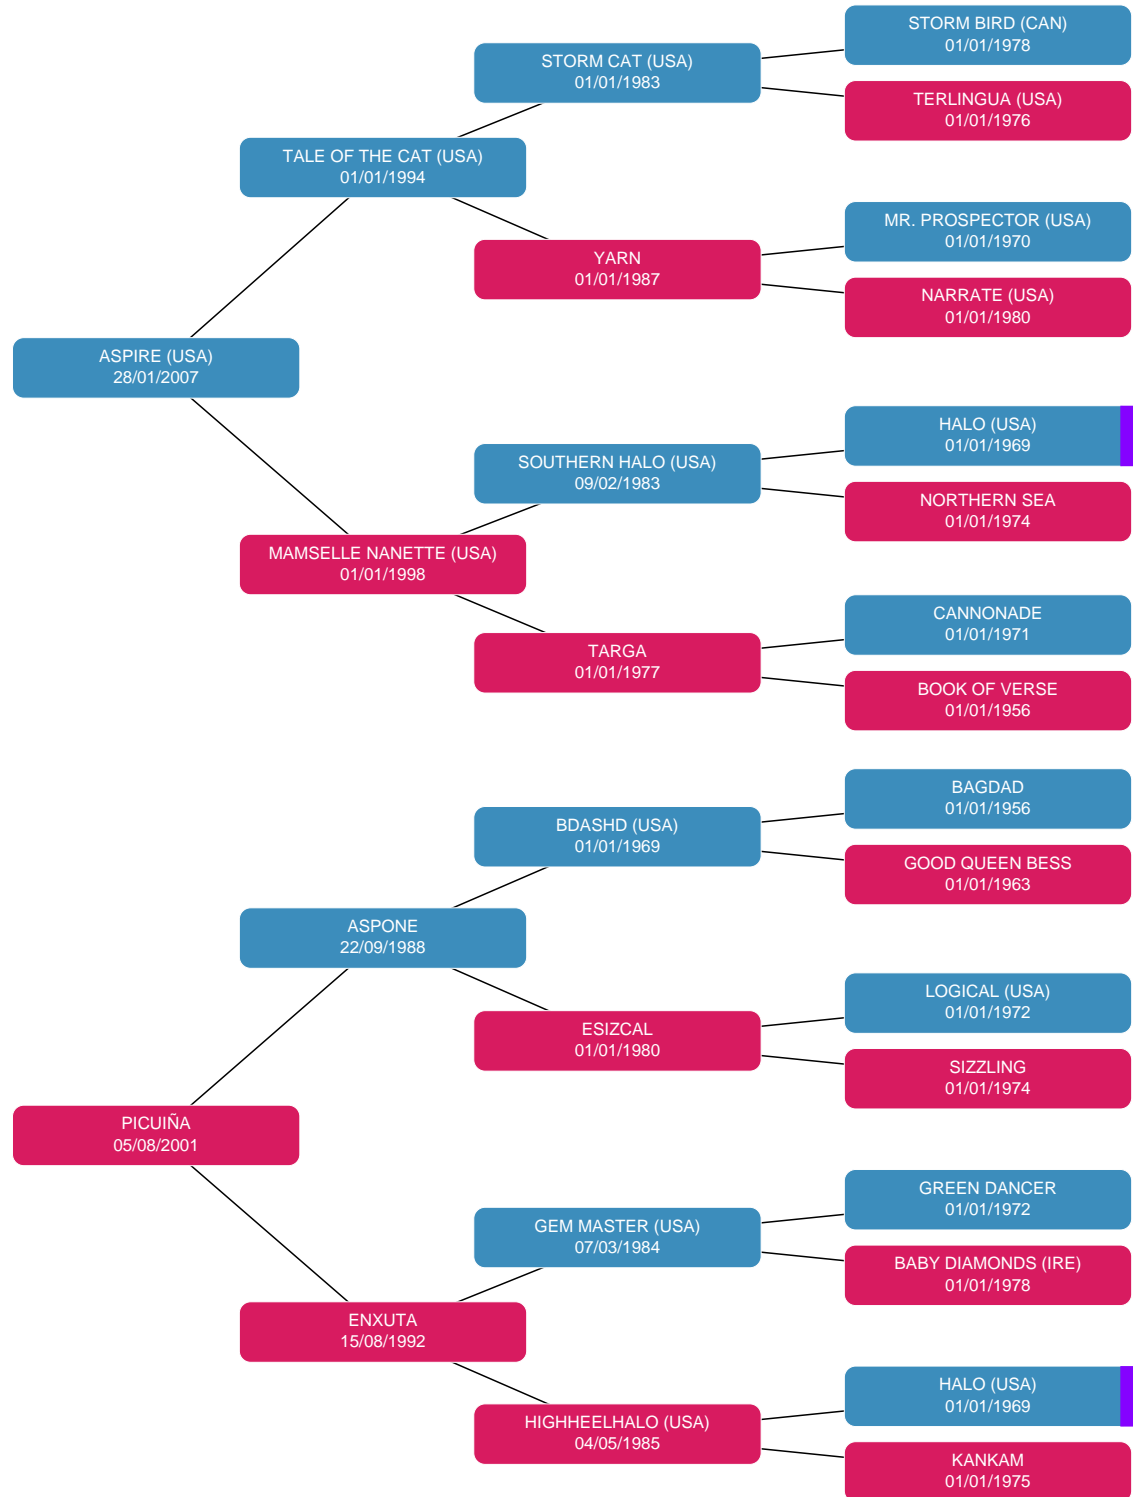 STORM BIRD (CAN)
01/01/1978
STORM CAT (USA)
01/01/1983
TERLINGUA (USA)
01/01/1976
TALE OF THE CAT (USA)
01/01/1994
MR. PROSPECTOR (USA)
01/01/1970
YARN
01/01/1987
NARRATE (USA)
01/01/1980
ASPIRE (USA)
28/01/2007
HALO (USA)
01/01/1969
SOUTHERN HALO (USA)
09/02/1983
NORTHERN SEA
01/01/1974
MAMSELLE NANETTE (USA)
01/01/1998
CANNONADE
01/01/1971
TARGA
01/01/1977
BOOK OF VERSE
01/01/1956
BAGDAD
01/01/1956
BDASHD (USA)
01/01/1969
GOOD QUEEN BESS
01/01/1963
ASPONE
22/09/1988
LOGICAL (USA)
01/01/1972
ESIZCAL
01/01/1980
SIZZLING
01/01/1974
PICUIÑA
05/08/2001
GREEN DANCER
01/01/1972
GEM MASTER (USA)
07/03/1984
BABY DIAMONDS (IRE)
01/01/1978
ENXUTA
15/08/1992
HALO (USA)
01/01/1969
HIGHHEELHALO (USA)
04/05/1985
KANKAM
01/01/1975